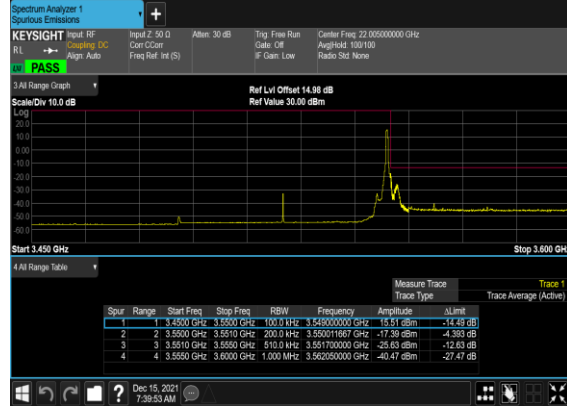 Spectrum Analyzer 1
Spurious Emissions
+
KEYSIGHT Input: RF Input Z: 50 Ω Atten: 30 dB Trig: Free Run Center Freq: 22.005000000 GHz
RL Coupling: DC Corr CCorr Gate: Off Avg|Hold: 100/100
Align: Auto Freq Ref: Int (S) IF Gain: Low Radio Std: None
LW PASS
3 All Range Graph
Ref Lvl Offset 14.98 dB
Scale/Div 10.0 dB Ref Value 30.00 dBm
Log
20.0
10.0
0.00
-10.0
-20.0
-30.0
-40.0
-50.0
-60.0
Start 3.450 GHz Stop 3.600 GHz
4 All Range Table
Measure Trace Trace 1
Trace Type Trace Average (Active)
Spur Range Start Freq Stop Freq RBW Frequency Amplitude ΔLimit
1 1 3.4500 GHz 3.5500 GHz 100.0 kHz 3.549000000 GHz 15.51 dBm -14.49 dB
2 2 3.5500 GHz 3.5510 GHz 200.0 kHz 3.550011667 GHz -17.39 dBm -4.393 dB
3 3 3.5510 GHz 3.5550 GHz 510.0 kHz 3.551700000 GHz -25.63 dBm -12.63 dB
4 4 3.5550 GHz 3.6000 GHz 1.000 MHz 3.562050000 GHz -40.47 dBm -27.47 dB
? Dec 15, 2021
7:39:53 AM